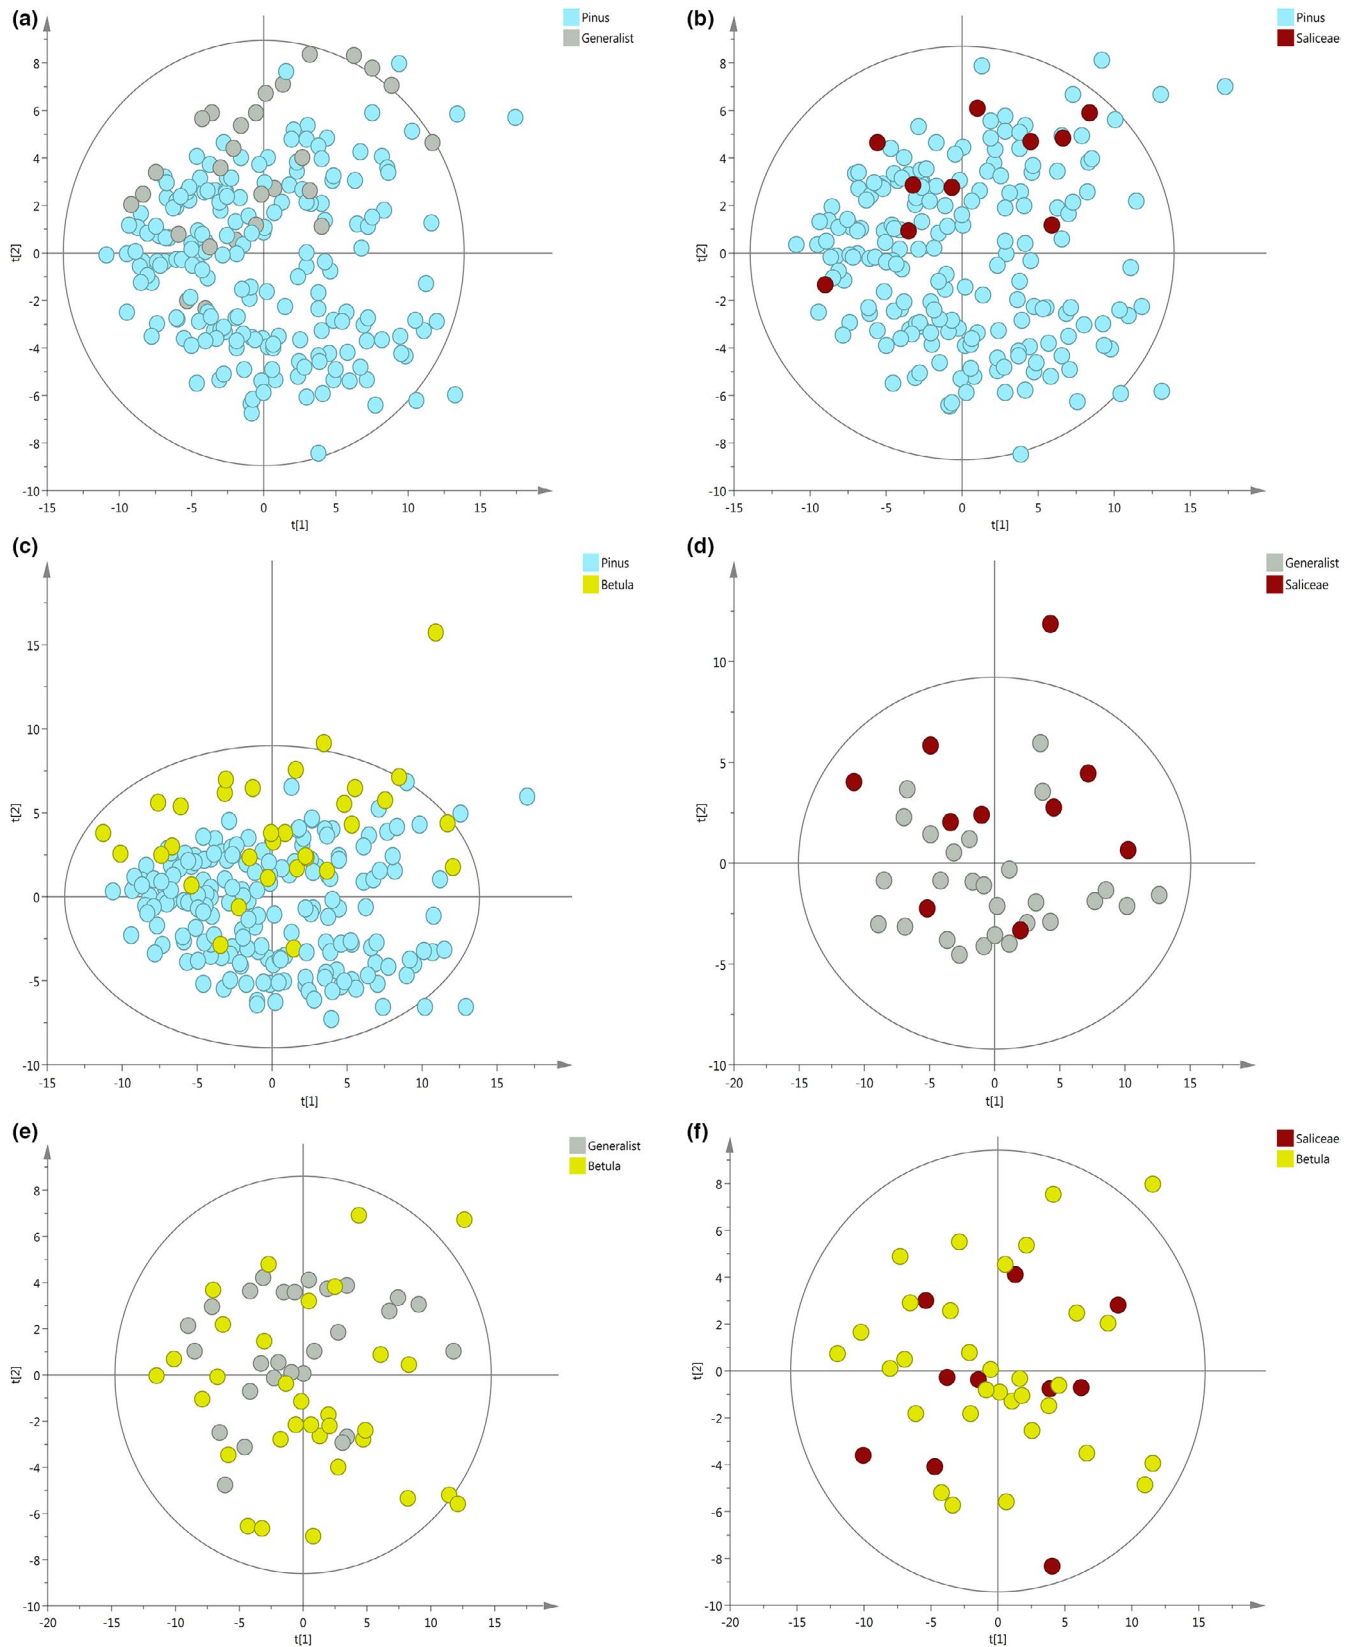 (a)
Pinus
Generalist
t[2]
8
6
4
2
0
-2
-4
-6
-8
-10
-15 -10 -5 0 5 10 15
t[1]
(b)
Pinus
Saliceae
t[2]
8
6
4
2
0
-2
-4
-6
-8
-10
-15 -10 -5 0 5 10 15
t[1]
(c)
Pinus
Betula
t[2]
15
10
5
0
-5
-10
-15 -10 -5 0 5 10 15
t[1]
(d)
Generalist
Saliceae
t[2]
10
5
0
-5
-10
-20 -15 -10 -5 0 5 10 15
t[1]
(e)
Generalist
Betula
t[2]
8
6
4
2
0
-2
-4
-6
-8
-10
-20 -15 -10 -5 0 5 10 15
t[1]
(f)
Saliceae
Betula
t[2]
8
6
4
2
0
-2
-4
-6
-8
-10
-20 -15 -10 -5 0 5 10 15
t[1]